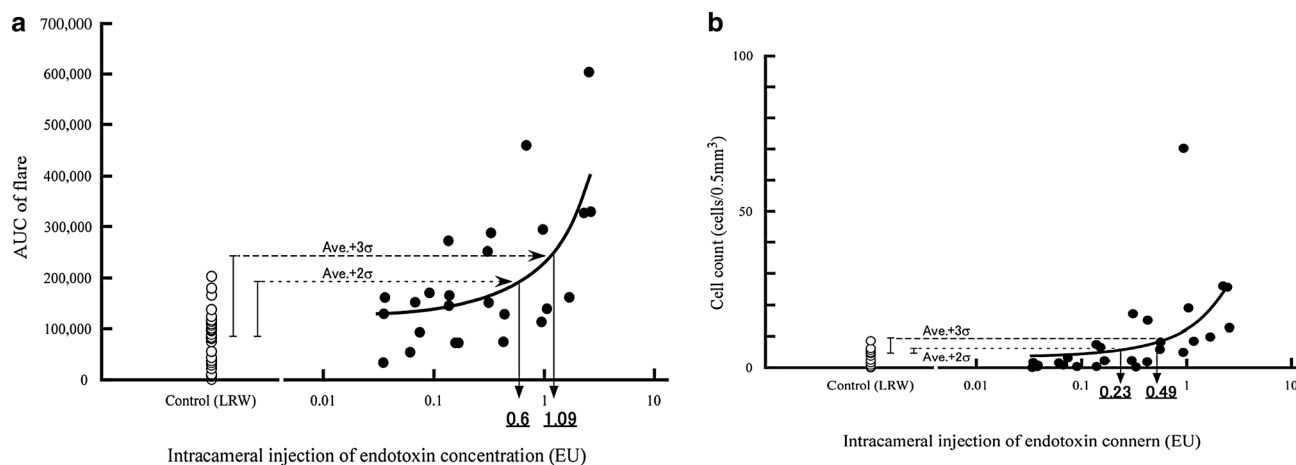 a
700,000
600,000
500,000
400,000
300,000
200,000
100,000
0
AUC of flare
Ave.+3σ
Ave.+2σ
Control (LRW)
0.01
0.1
1
10
0.6
1.09
Intracameral injection of endotoxin concentration (EU)
b
100
50
0
Cell count (cells/0.5mm³)
Ave.+3σ
Ave.+2σ
Control (LRW)
0.01
0.1
1
10
0.23
0.49
Intracameral injection of endotoxin connern (EU)